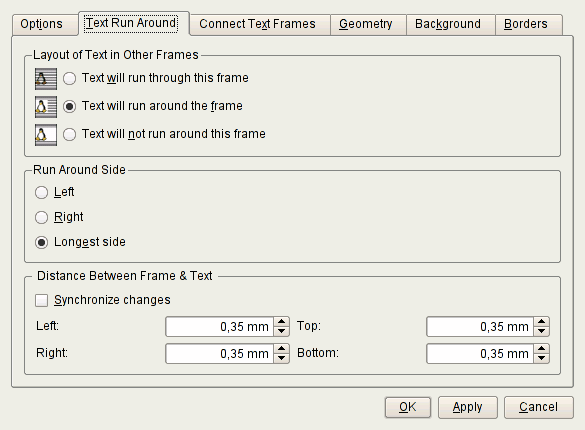 Options Text Run Around Connect Text Frames Geometry Background Borders
Layout of Text in Other Frames
Text will run through this frame
Text will run around the frame
Text will not run around this frame
Run Around Side
Left
Right
Longest side
Distance Between Frame & Text
Synchronize changes
Left: 0,35 mm Top: 0,35 mm
Right: 0,35 mm Bottom: 0,35 mm
OK Apply Cancel